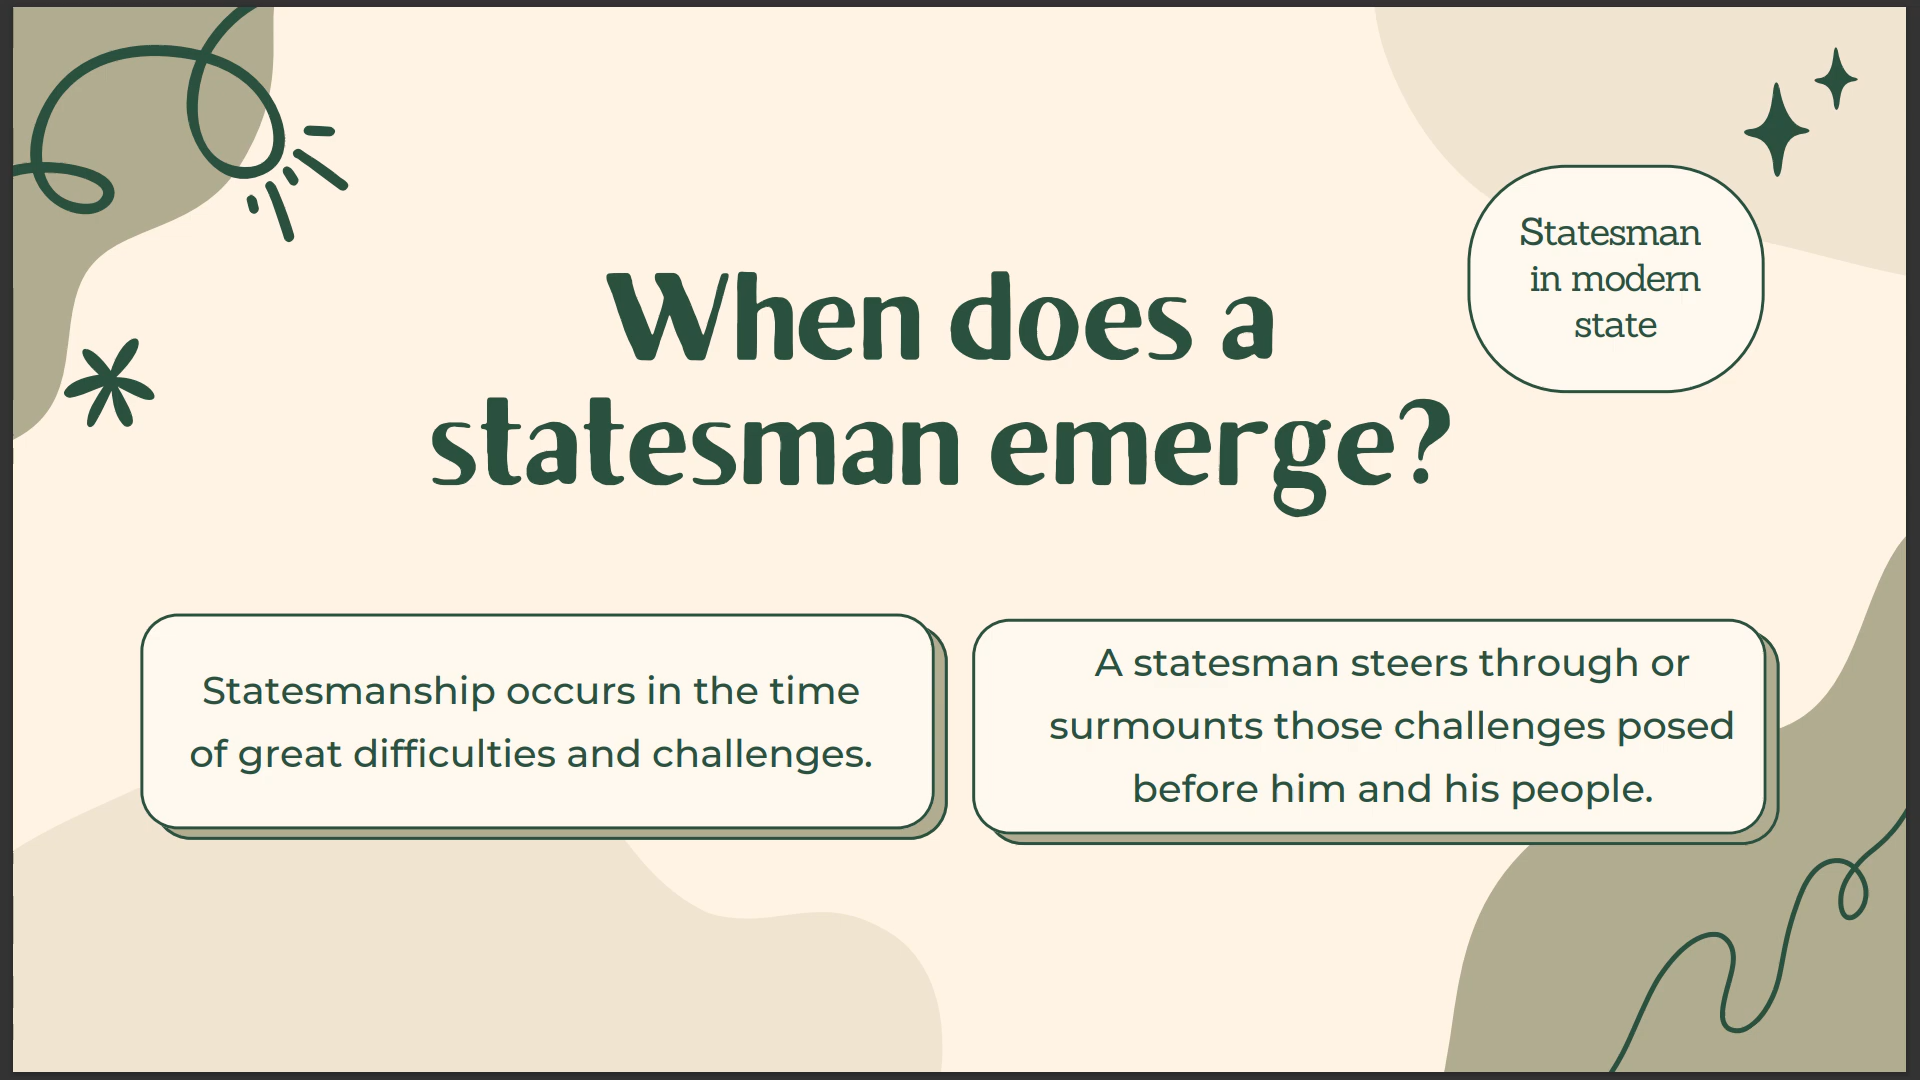 When does a
statesman emerge?
Statesman
in modern
state
Statesmanship occurs in the time
of great difficulties and challenges.
A statesman steers through or
surmounts those challenges posed
before him and his people.